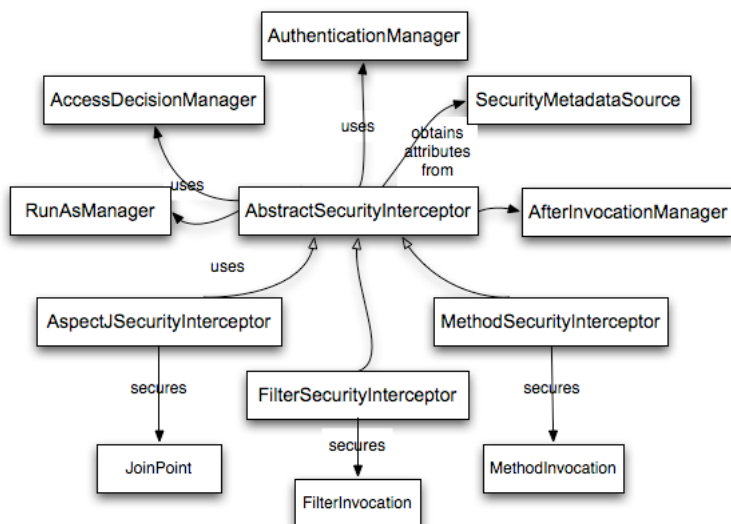 AuthenticationManager
AccessDecisionManager
SecurityMetadataSource
uses
obtains
attributes
from
uses
RunAsManager
AbstractSecurityInterceptor
AfterInvocationManager
uses
AspectJSecurityInterceptor
MethodSecurityInterceptor
secures
FilterSecurityInterceptor
secures
secures
JoinPoint
MethodInvocation
FilterInvocation